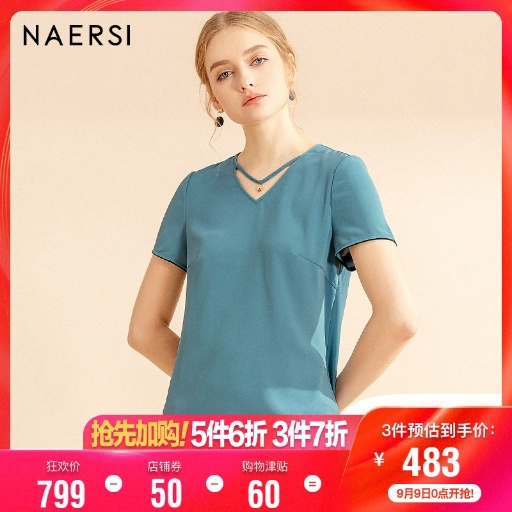 NAERSI
抢先加购! 5件6折 3件7折
3件预估到手价:
¥ 483
9月9日0点开抢!
狂欢价 店铺券 购物津贴
799 - 50 - 60 =